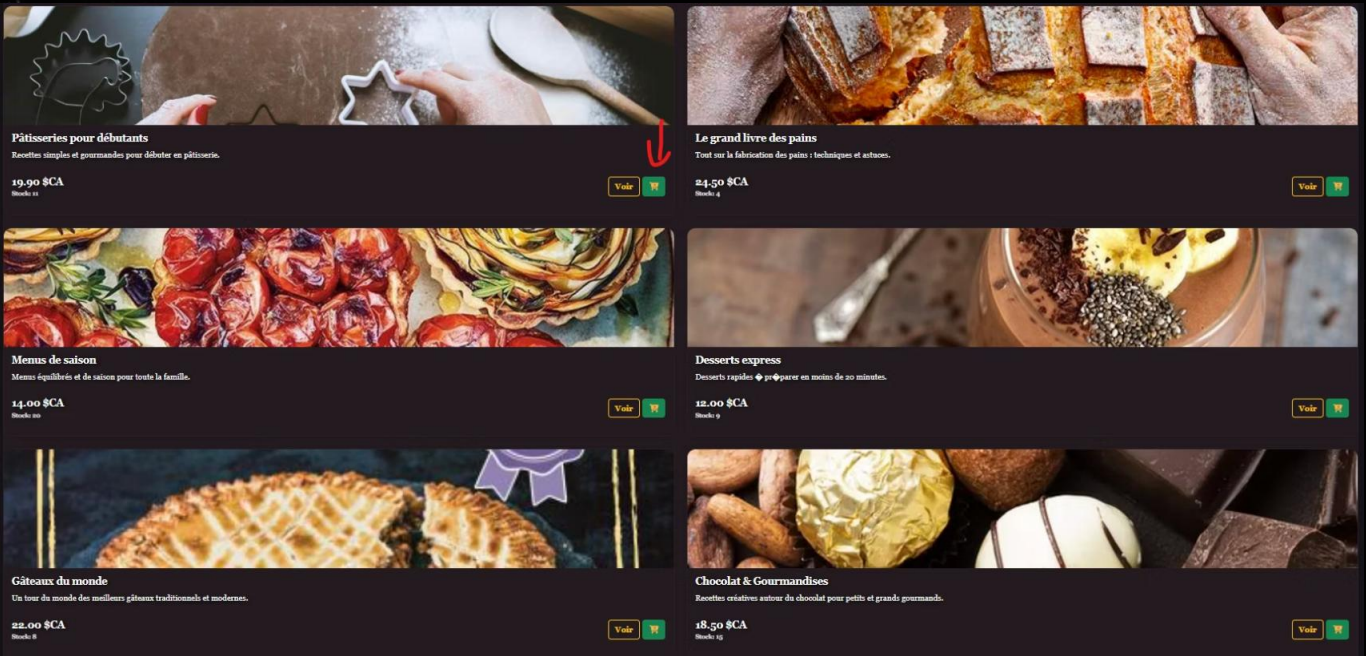 Pâtisseries pour débutants
Recettes simples et gourmandes pour débuter en pâtisserie.
19.90 $CA
Stock: 11
Voir
Le grand livre des pains
Tout sur la fabrication des pains : techniques et astuces.
24.50 $CA
Stock: 4
Voir
Menus de saison
Menus équilibrés et de saison pour toute la famille.
14.00 $CA
Stock: 20
Voir
Desserts express
Desserts rapides � pr�parer en moins de 20 minutes.
12.00 $CA
Stock: 9
Voir
Gâteaux du monde
Un tour du monde des meilleurs gâteaux traditionnels et modernes.
22.00 $CA
Stock: 8
Voir
Chocolat & Gourmandises
Recettes créatives autour du chocolat pour petits et grands gourmands.
18.50 $CA
Stock: 15
Voir